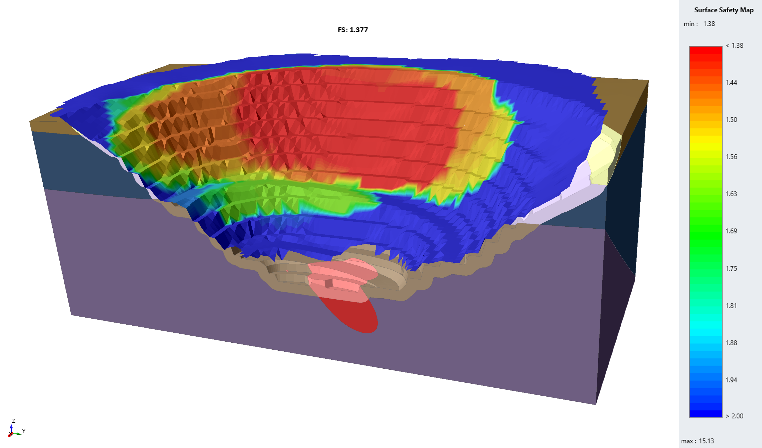 Surface Safety Map
min : 1.38
FS: 1.377
< 1.38
1.44
1.50
1.56
1.63
1.69
1.75
1.81
1.88
1.94
> 2.00
max : 15.13
Z
Y